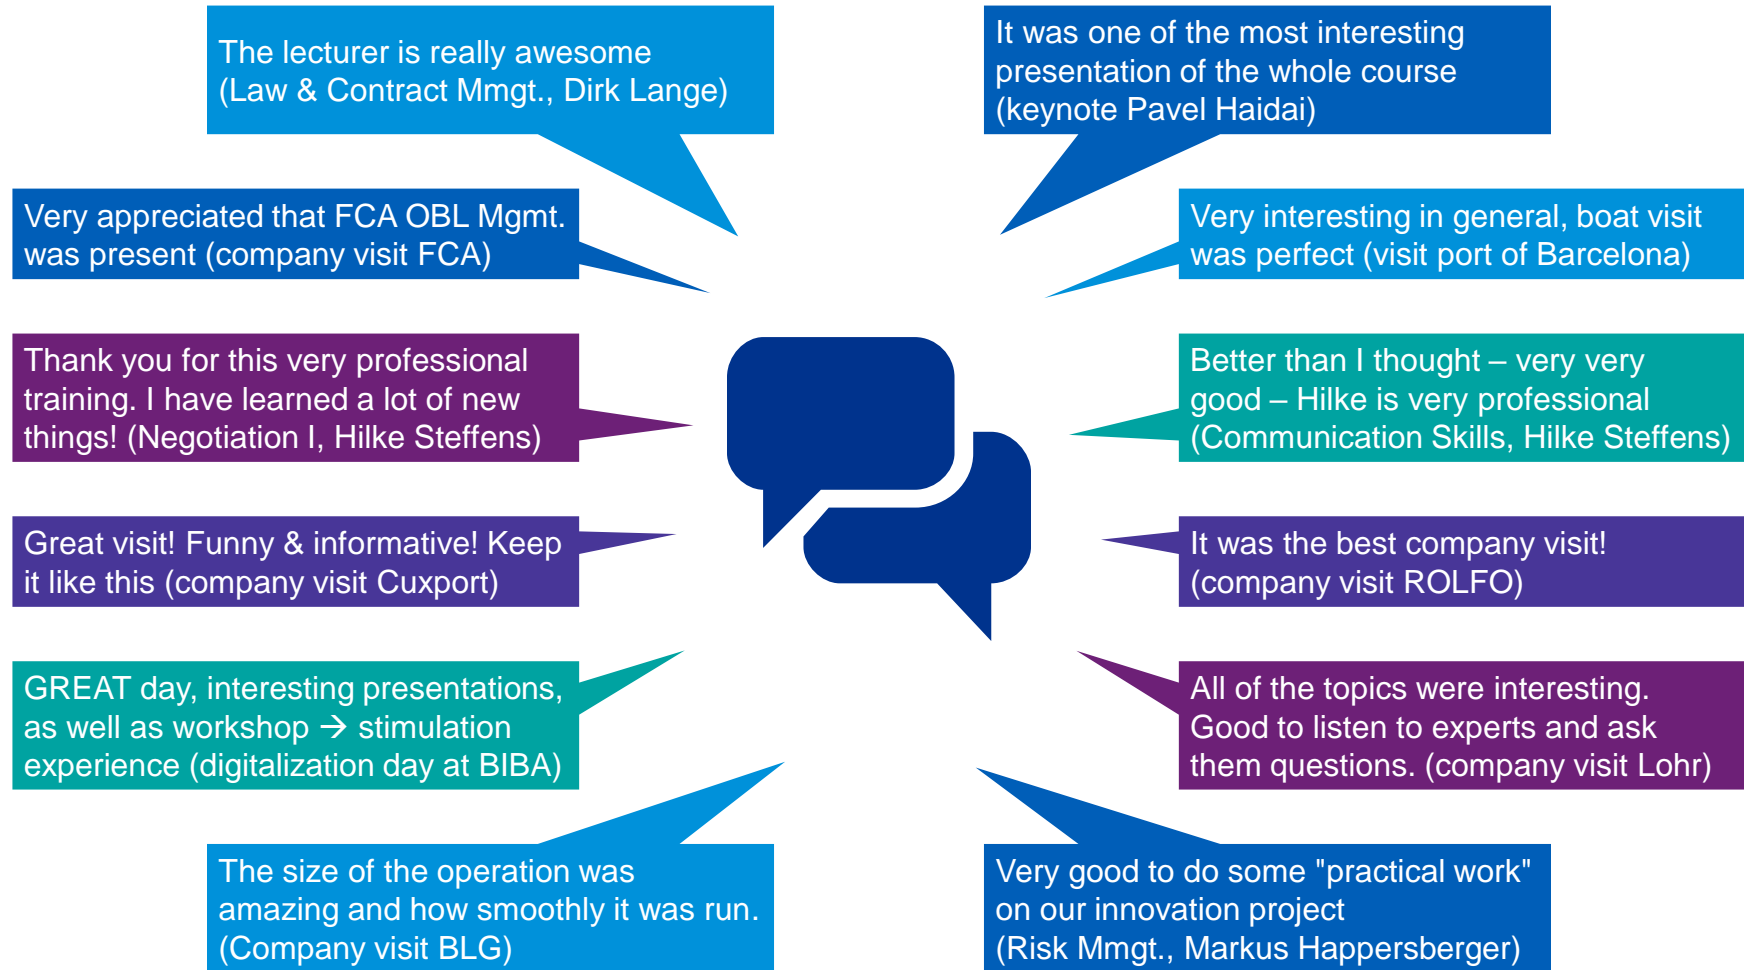 The lecturer is really awesome
(Law & Contract Mmgt., Dirk Lange)
It was one of the most interesting
presentation of the whole course
(keynote Pavel Haidai)
Very appreciated that FCA OBL Mgmt.
was present (company visit FCA)
Very interesting in general, boat visit
was perfect (visit port of Barcelona)
Thank you for this very professional
training. I have learned a lot of new
things! (Negotiation I, Hilke Steffens)
Better than I thought – very very
good – Hilke is very professional
(Communication Skills, Hilke Steffens)
Great visit! Funny & informative! Keep
it like this (company visit Cuxport)
It was the best company visit!
(company visit ROLFO)
GREAT day, interesting presentations,
as well as workshop → stimulation
experience (digitalization day at BIBA)
All of the topics were interesting.
Good to listen to experts and ask
them questions. (company visit Lohr)
The size of the operation was
amazing and how smoothly it was run.
(Company visit BLG)
Very good to do some "practical work"
on our innovation project
(Risk Mmgt., Markus Happersberger)